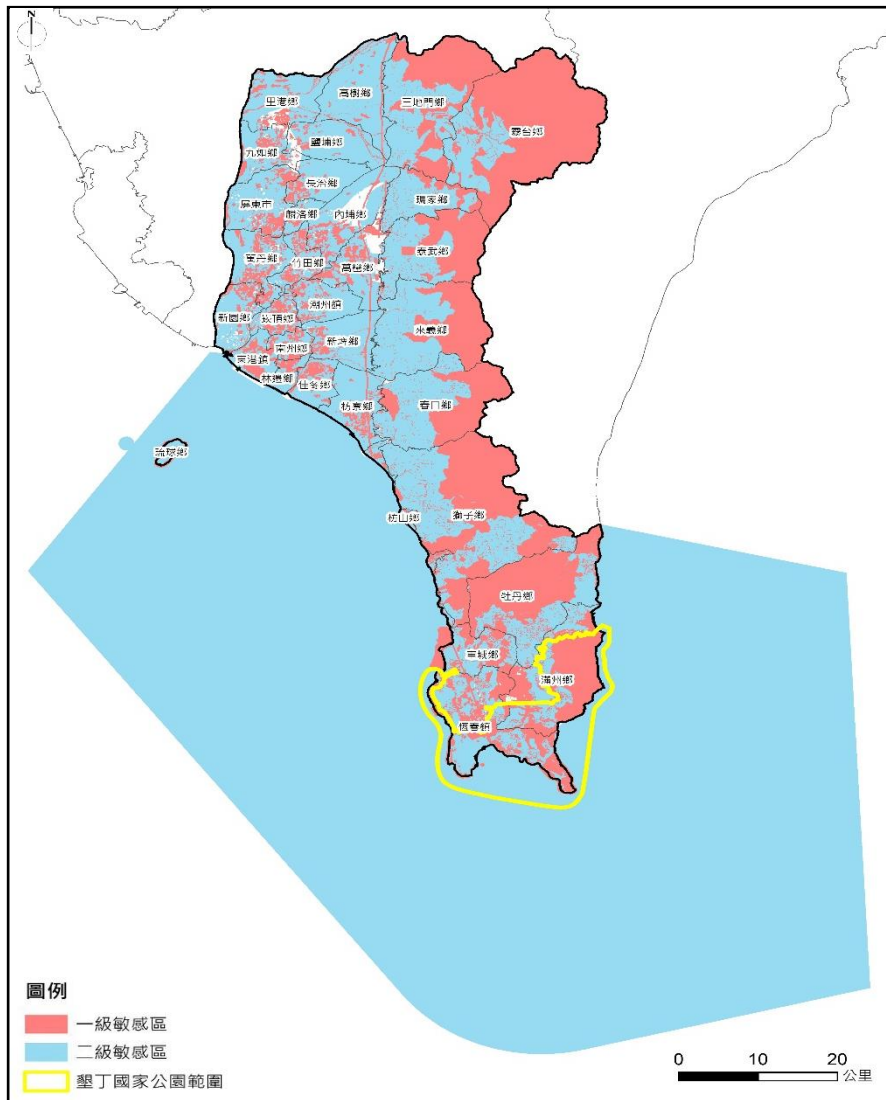 N
高樹鄉
里港鄉
三地門鄉
霧台鄉
鹽埔鄉
九如鄉
長治鄉
屏東市
麟洛鄉
內埔鄉
瑪家鄉
泰武鄉
萬丹鄉
竹田鄉
萬巒鄉
潮州鎮
新園鄉
崁頂鄉
來義鄉
南州鄉
新埤鄉
東港鎮
林邊鄉
佳冬鄉
枋寮鄉
春日鄉
琉球鄉
枋山鄉
獅子鄉
牡丹鄉
車城鄉
滿州鄉
恆春鎮
圖例
一級敏感區
二級敏感區
墾丁國家公園範圍
0 10 20
公里